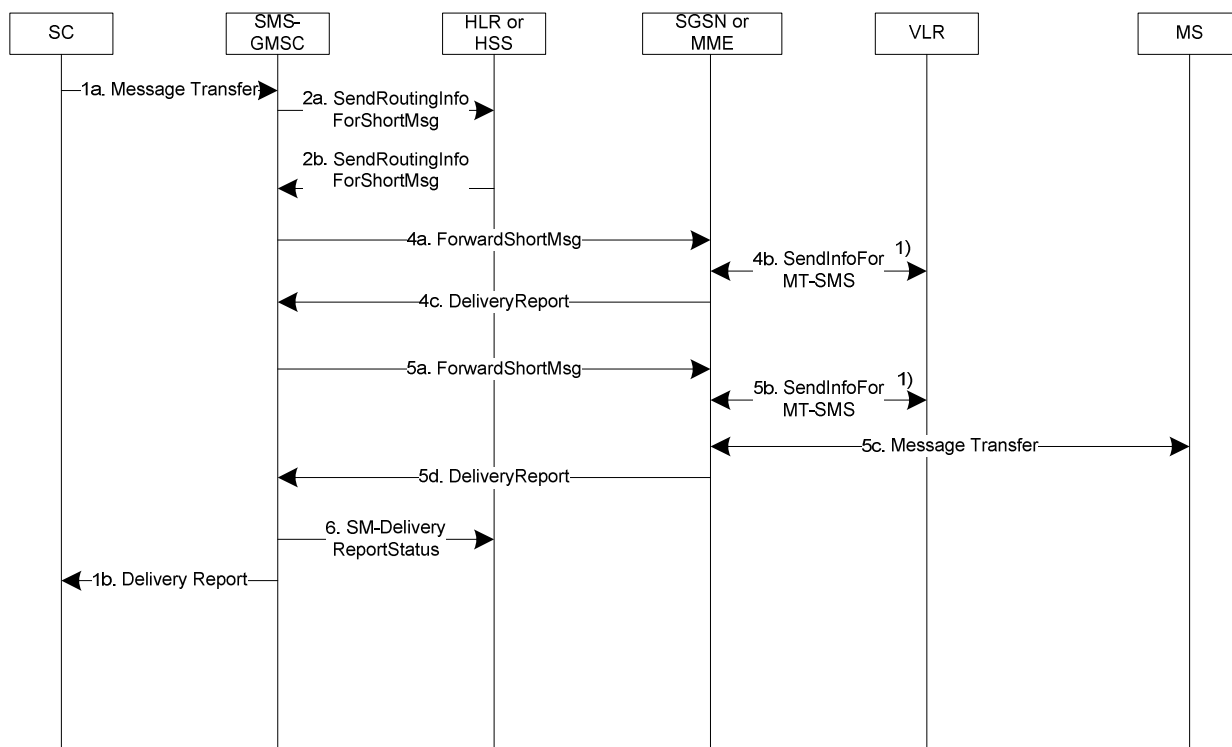 SC
SMS-
GMSC
HLR or
HSS
SGSN or
MME
VLR
MS
1a. Message Transfer
2a. SendRoutingInfo
ForShortMsg
2b. SendRoutingInfo
ForShortMsg
4a. ForwardShortMsg
4b. SendInfoFor
MT-SMS
1)
4c. DeliveryReport
5a. ForwardShortMsg
5b. SendInfoFor
MT-SMS
1)
5c. Message Transfer
5d. DeliveryReport
6. SM-Delivery
ReportStatus
1b. Delivery Report